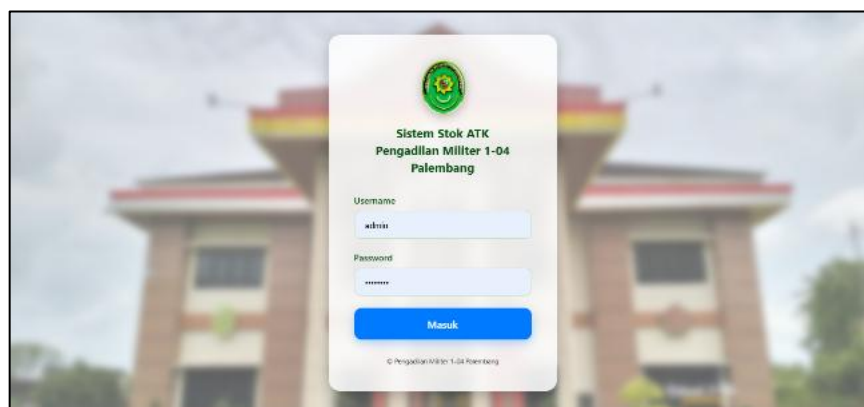 Sistem Stok ATK
Pengadilan Militer 1-04
Palembang
Username
admin
Password
••••••••
Masuk
© Pengadilan Militer 1-04 Palembang